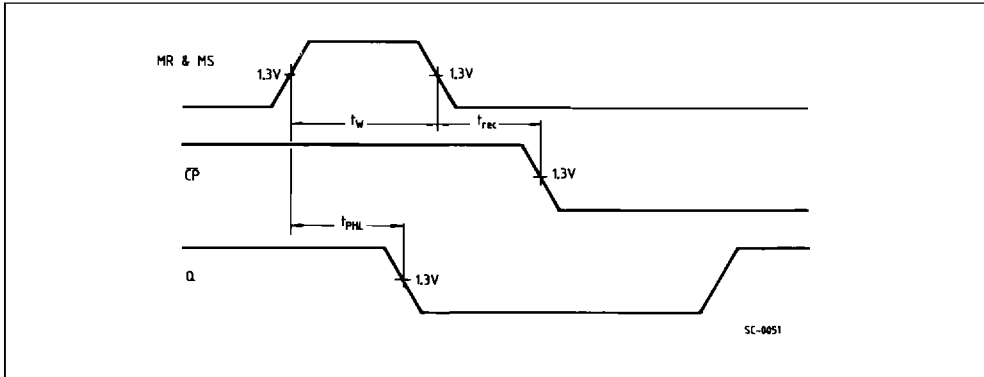 MR & MS
1.3V 1.3V
tW trec
CP
1.3V
tPHL
Q
1.3V
SC-0051